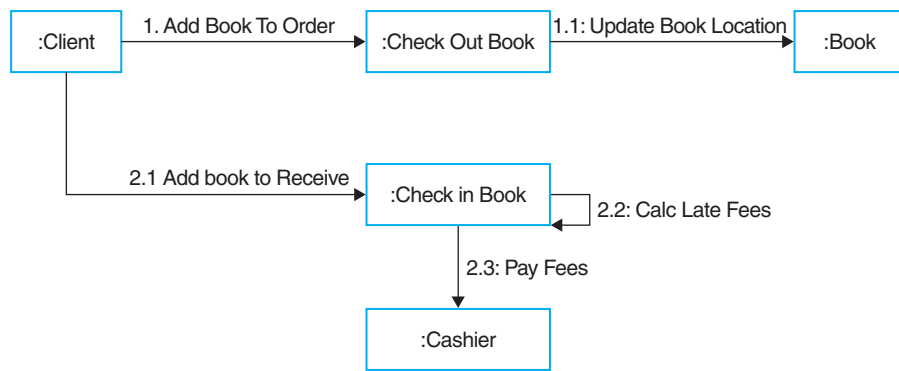 :Client
1. Add Book To Order
:Check Out Book
1.1: Update Book Location
:Book
2.1 Add book to Receive
:Check in Book
2.2: Calc Late Fees
2.3: Pay Fees
:Cashier